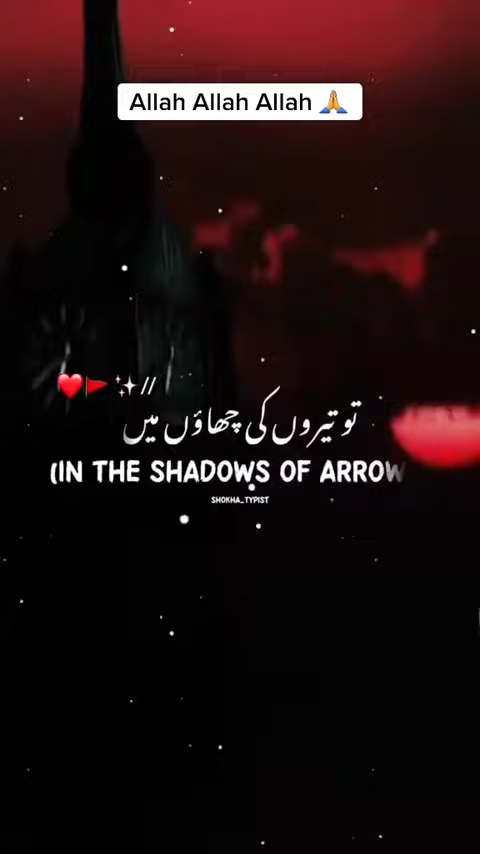 Allah Allah Allah 🙏
❤️🚩✨//
تو تیروں کی چھاؤں میں
(IN THE SHADOWS OF ARROW
SHOKHA_TYPIST